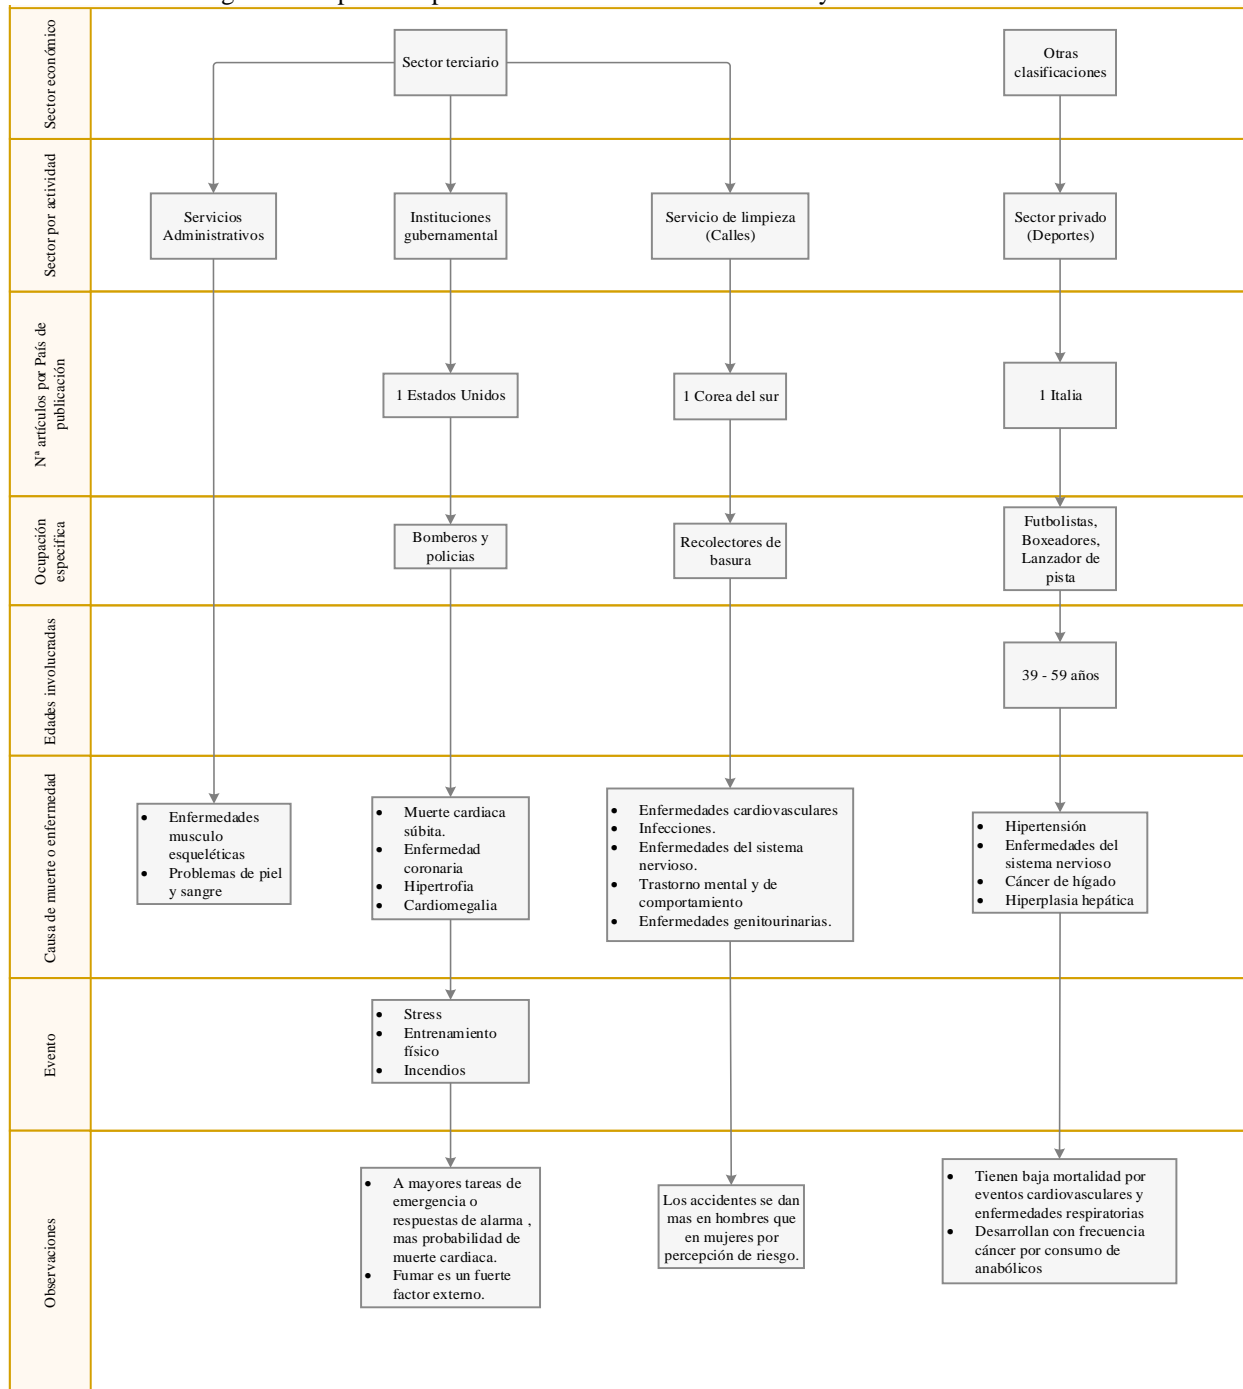 Sector económico
Sector terciario
Otras
clasificaciones
Sector por actividad
Servicios
Administrativos
Instituciones
gubernamental
Servicio de limpieza
(Calles)
Sector privado
(Deportes)
Nª artículos por País de
publicación
1 Estados Unidos
1 Corea del sur
1 Italia
Ocupación
especifica
Bomberos y
policias
Recolectores de
basura
Futbolistas,
Boxeadores,
Lanzador de
pista
Edades involucradas
39 - 59 años
Causa de muerte o enfermedad
• Enfermedades
musculo
esqueléticas
• Problemas de piel
y sangre
• Muerte cardiaca
súbita.
• Enfermedad
coronaria
• Hipertrofia
• Cardiomegalia
• Enfermedades cardiovasculares
• Infecciones.
• Enfermedades del sistema
nervioso.
• Trastorno mental y de
comportamiento
• Enfermedades genitourinarias.
• Hipertensión
• Enfermedades del
sistema nervioso
• Cáncer de hígado
• Hiperplasia hepática
Evento
• Stress
• Entrenamiento
físico
• Incendios
Observaciones
• A mayores tareas de
emergencia o
respuestas de alarma ,
mas probabilidad de
muerte cardiaca.
• Fumar es un fuerte
factor externo.
Los accidentes se dan
mas en hombres que
en mujeres por
percepción de riesgo.
• Tienen baja mortalidad por
eventos cardiovasculares y
enfermedades respiratorias
• Desarrollan con frecuencia
cáncer por consumo de
anabólicos